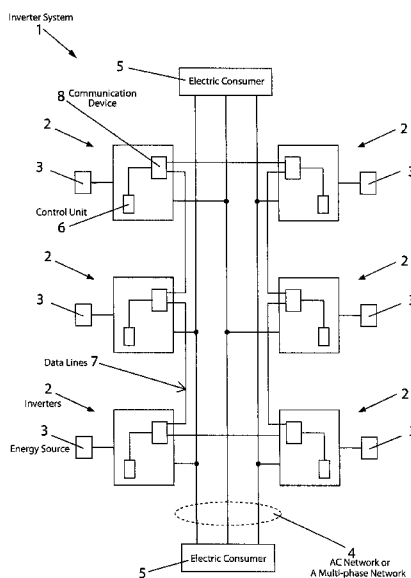 Inverter System
1
5
Electric Consumer
Communication
Device
8
2
2
3
3
Control Unit
6
2
2
3
3
Data Lines 7
2
Inverters
2
3
Energy Source
3
4
AC Network or
A Multi-phase Network
5
Electric Consumer